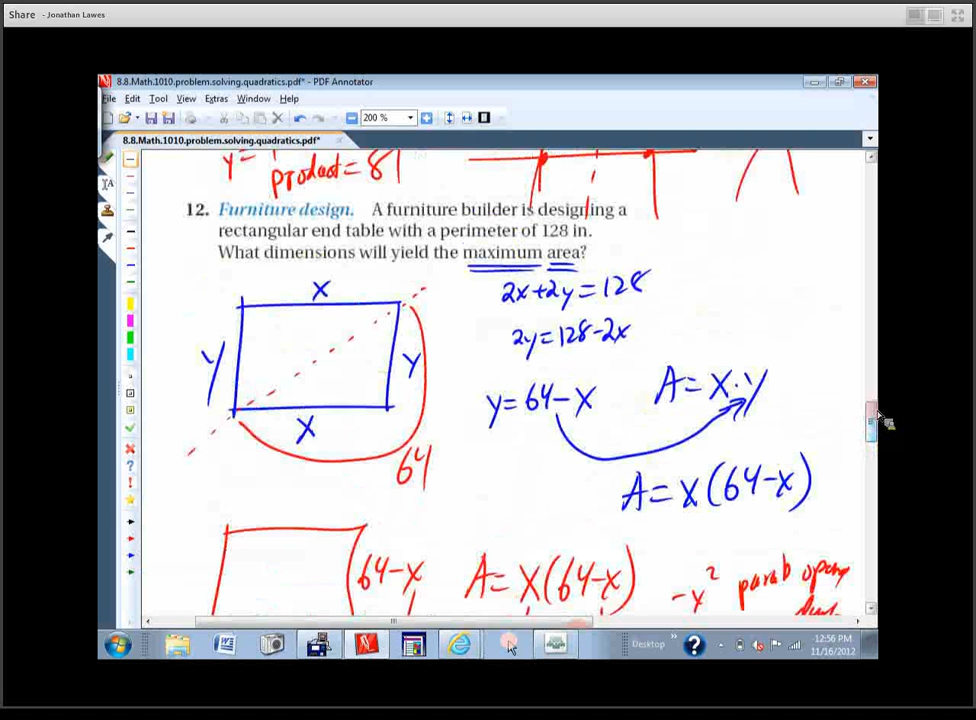 Share - Jonathan Lawes
8.8.Math.1010.problem.solving.quadratics.pdf* - PDF Annotator
File Edit Tool View Extras Window Help
200 %
8.8.Math.1010.problem.solving.quadratics.pdf*
y=
product = 81
12. Furniture design. A furniture builder is designing a
rectangular end table with a perimeter of 128 in.
What dimensions will yield the maximum area?
x
2x+2y=128
2y=128-2x
y
y
y=64-x
A=x·y
x
64
A=x(64-x)
64-x
A=x(64-x)
-x² parab opens
Desktop
12:56 PM
11/16/2012